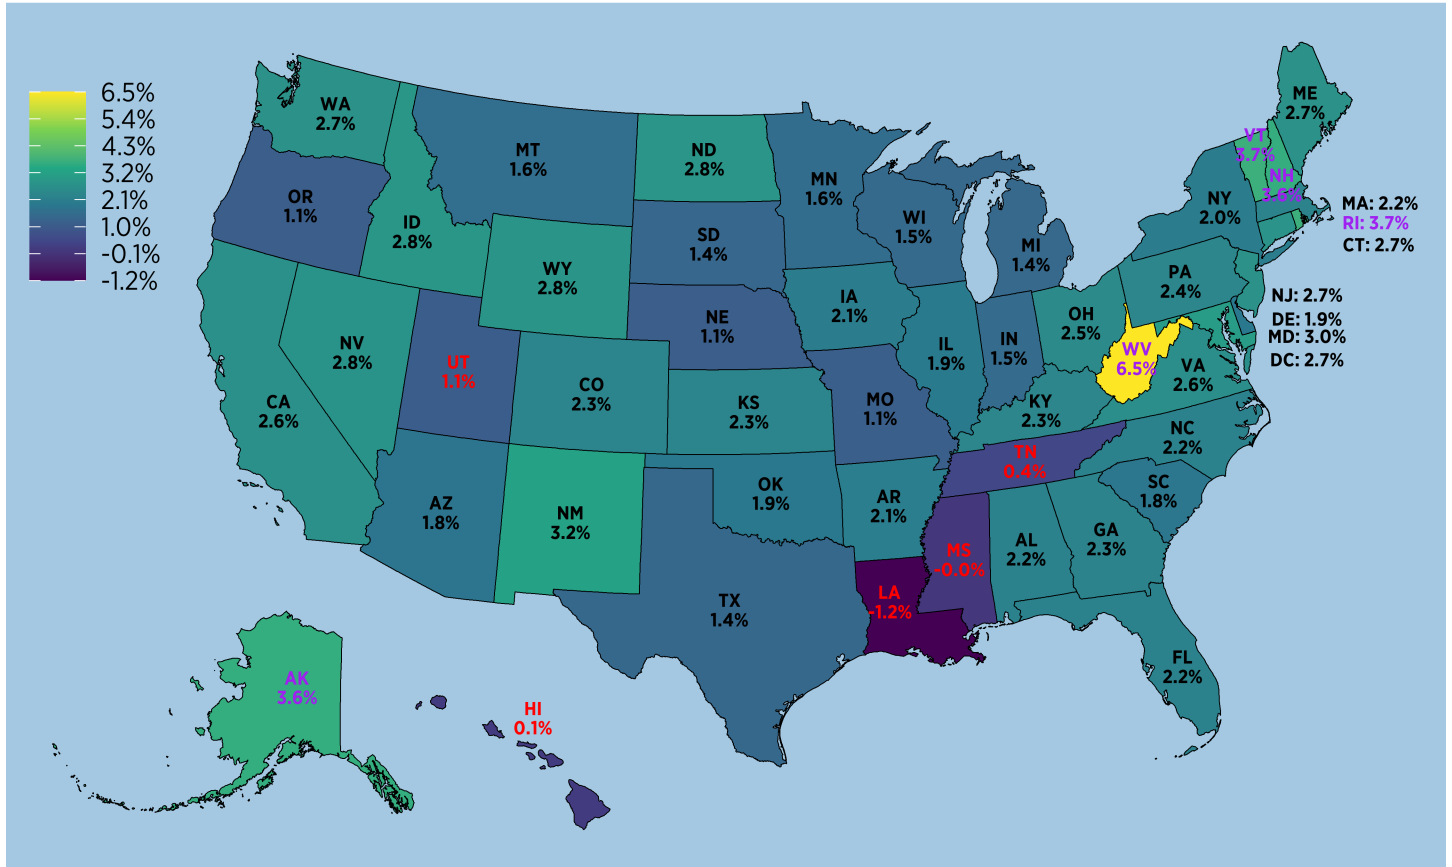 6.5%
5.4%
4.3%
3.2%
2.1%
1.0%
-0.1%
-1.2%
WA
2.7%
OR
1.1%
CA
2.6%
ID
2.8%
NV
2.8%
MT
1.6%
WY
2.8%
UT
1.1%
CO
2.3%
AZ
1.8%
NM
3.2%
ND
2.8%
SD
1.4%
NE
1.1%
KS
2.3%
OK
1.9%
TX
1.4%
MN
1.6%
IA
2.1%
MO
1.1%
AR
2.1%
LA
-1.2%
WI
1.5%
IL
1.9%
MI
1.4%
IN
1.5%
OH
2.5%
KY
2.3%
TN
0.4%
MS
-0.0%
AL
2.2%
GA
2.3%
FL
2.2%
SC
1.8%
NC
2.2%
VA
2.6%
WV
6.5%
PA
2.4%
NY
2.0%
VT
3.7%
NH
3.6%
ME
2.7%
MA: 2.2%
RI: 3.7%
CT: 2.7%
NJ: 2.7%
DE: 1.9%
MD: 3.0%
DC: 2.7%
AK
3.6%
HI
0.1%